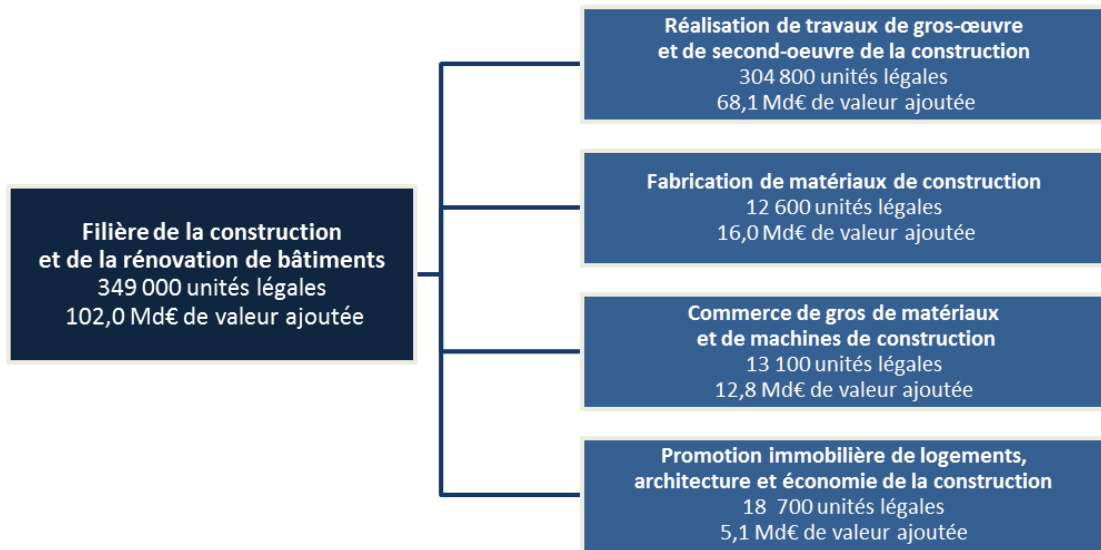 Filière de la construction
et de la rénovation de bâtiments
349 000 unités légales
102,0 Md€ de valeur ajoutée
Réalisation de travaux de gros-œuvre
et de second-oeuvre de la construction
304 800 unités légales
68,1 Md€ de valeur ajoutée
Fabrication de matériaux de construction
12 600 unités légales
16,0 Md€ de valeur ajoutée
Commerce de gros de matériaux
et de machines de construction
13 100 unités légales
12,8 Md€ de valeur ajoutée
Promotion immobilière de logements,
architecture et économie de la construction
18 700 unités légales
5,1 Md€ de valeur ajoutée